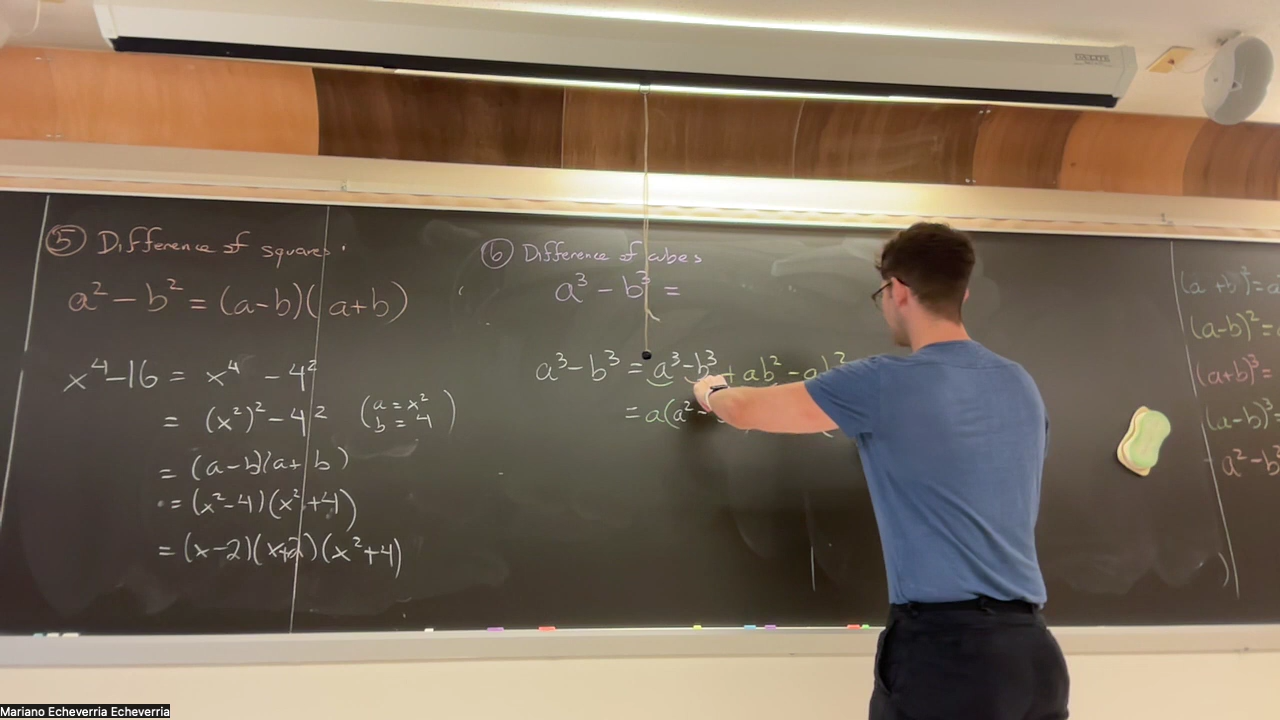 ⑤ Difference of squares.
a² - b² = (a-b)(a+b)
x⁴-16 = x⁴ - 4²
= (x²)² - 4² (a = x²
b = 4)
= (a-b)(a+b)
= (x²-4)(x²+4)
= (x-2)(x+2)(x²+4)
⑥ Difference of cubes
a³ - b³ =
a³-b³ = a³-b³ + ab² - ab²
= a(a² -
(a+b)² = a
(a-b)² =
(a+b)³ =
(a-b)³ =
a² - b²
Mariano Echeverria Echeverria